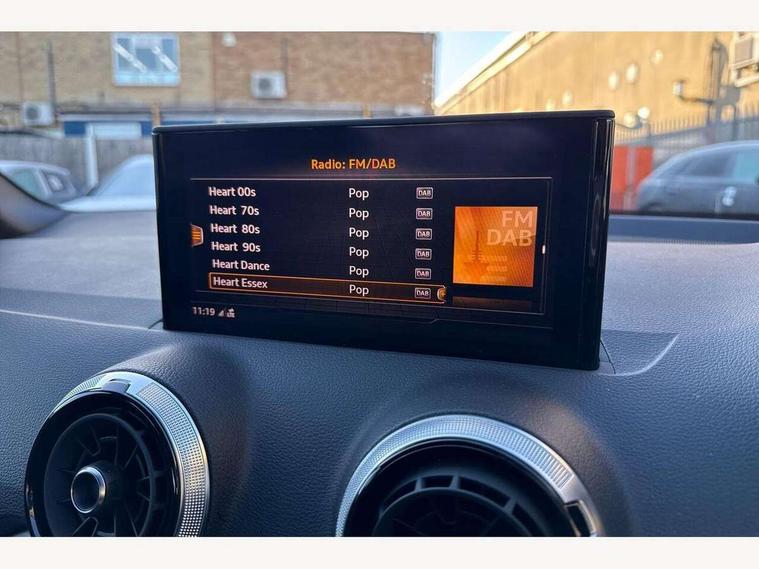 Radio: FM/DAB
Heart 00s Pop DAB
Heart 70s Pop DAB
Heart 80s Pop DAB
Heart 90s Pop DAB
Heart Dance Pop DAB
Heart Essex Pop DAB
FM
DAB
11:19 LTE